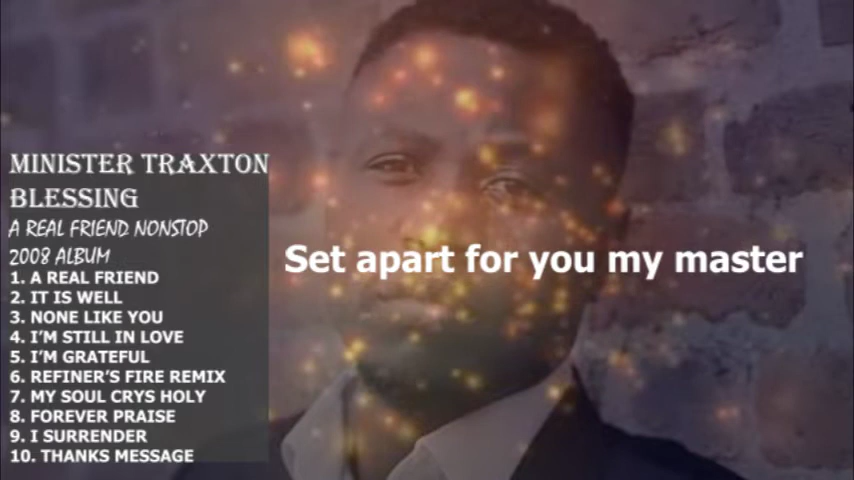 MINISTER TRAXTON
BLESSING
A REAL FRIEND NONSTOP
2008 ALBUM
1. A REAL FRIEND
2. IT IS WELL
3. NONE LIKE YOU
4. I'M STILL IN LOVE
5. I'M GRATEFUL
6. REFINER'S FIRE REMIX
7. MY SOUL CRYS HOLY
8. FOREVER PRAISE
9. I SURRENDER
10. THANKS MESSAGE
Set apart for you my master